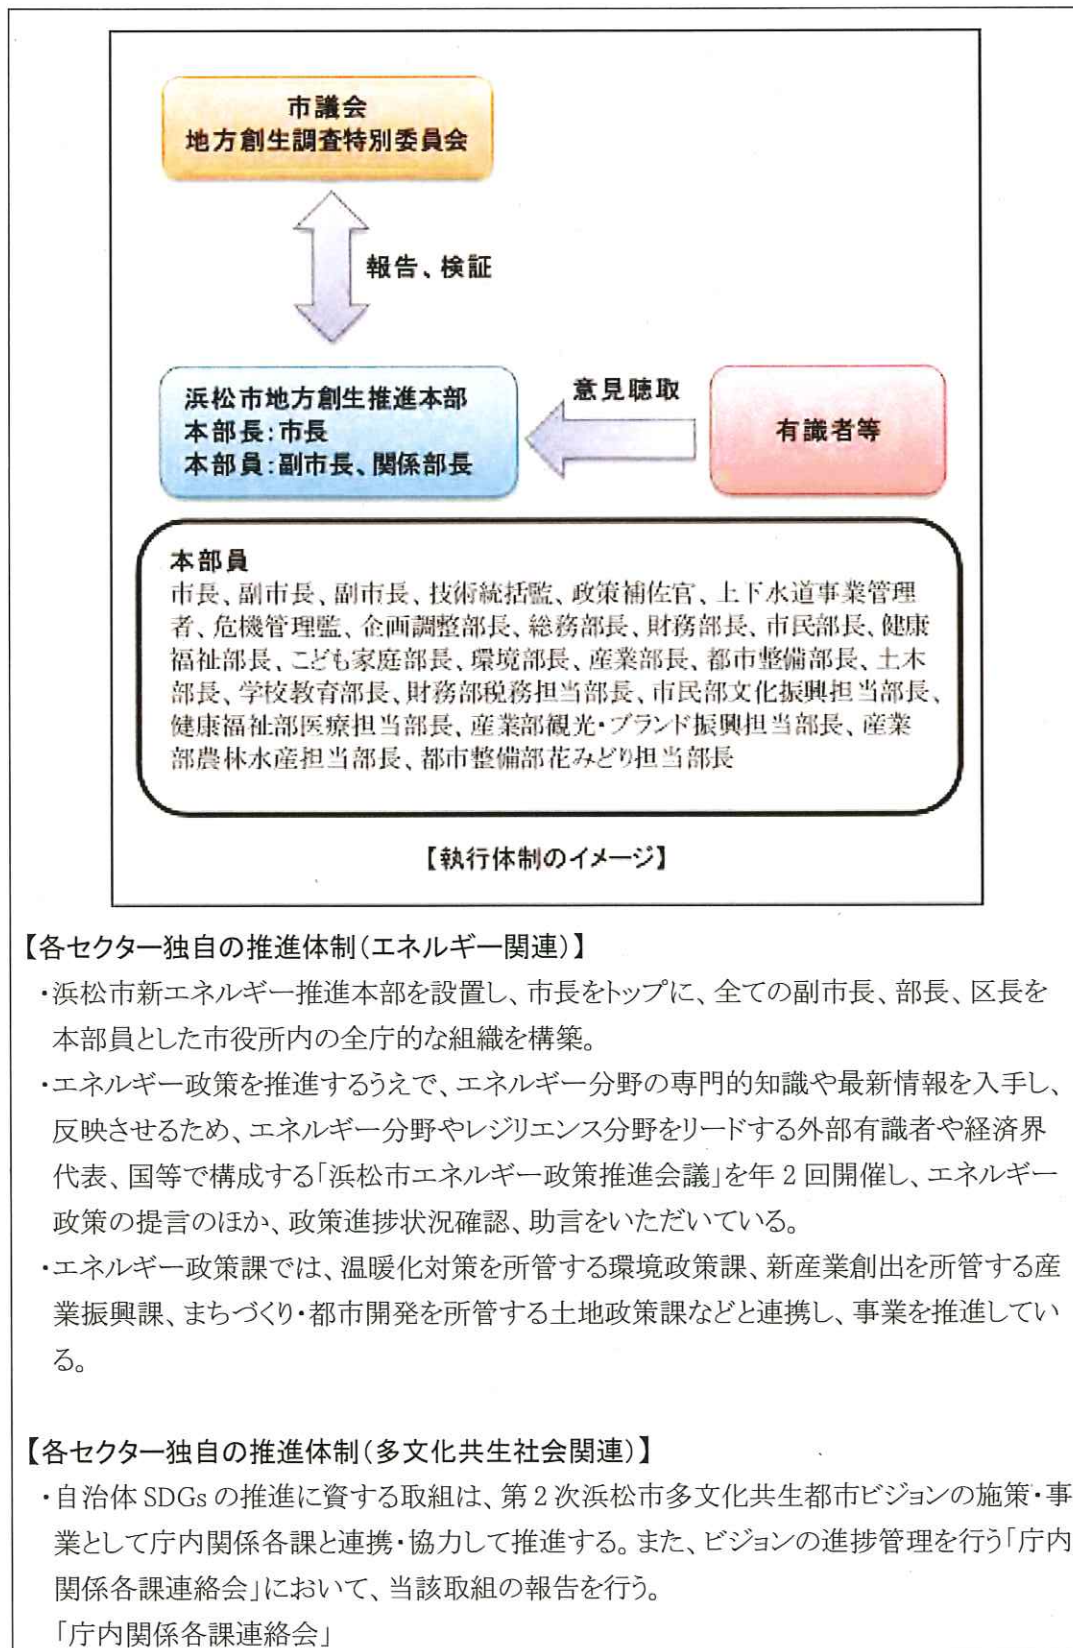 市議会
地方創生調査特別委員会
報告、検証
浜松市地方創生推進本部
本部長:市長
本部員:副市長、関係部長
意見聴取
有識者等
本部員
市長、副市長、副市長、技術統括監、政策補佐官、上下水道事業管理
者、危機管理監、企画調整部長、総務部長、財務部長、市民部長、健康
福祉部長、こども家庭部長、環境部長、産業部長、都市整備部長、土木
部長、学校教育部長、財務部税務担当部長、市民部文化振興担当部長、
健康福祉部医療担当部長、産業部観光・ブランド振興担当部長、産業
部農林水産担当部長、都市整備部花みどり担当部長
【執行体制のイメージ】
【各セクター独自の推進体制(エネルギー関連)】
・浜松市新エネルギー推進本部を設置し、市長をトップに、全ての副市長、部長、区長を
本部員とした市役所内の全庁的な組織を構築。
・エネルギー政策を推進するうえで、エネルギー分野の専門的知識や最新情報を入手し、
反映させるため、エネルギー分野やレジリエンス分野をリードする外部有識者や経済界
代表、国等で構成する「浜松市エネルギー政策推進会議」を年 2 回開催し、エネルギー
政策の提言のほか、政策進捗状況確認、助言をいただいている。
・エネルギー政策課では、温暖化対策を所管する環境政策課、新産業創出を所管する産
業振興課、まちづくり・都市開発を所管する土地政策課などと連携し、事業を推進してい
る。
【各セクター独自の推進体制(多文化共生社会関連)】
・自治体 SDGs の推進に資する取組は、第 2 次浜松市多文化共生都市ビジョンの施策・事
業として庁内関係各課と連携・協力して推進する。また、ビジョンの進捗管理を行う「庁内
関係各課連絡会」において、当該取組の報告を行う。
「庁内関係各課連絡会」